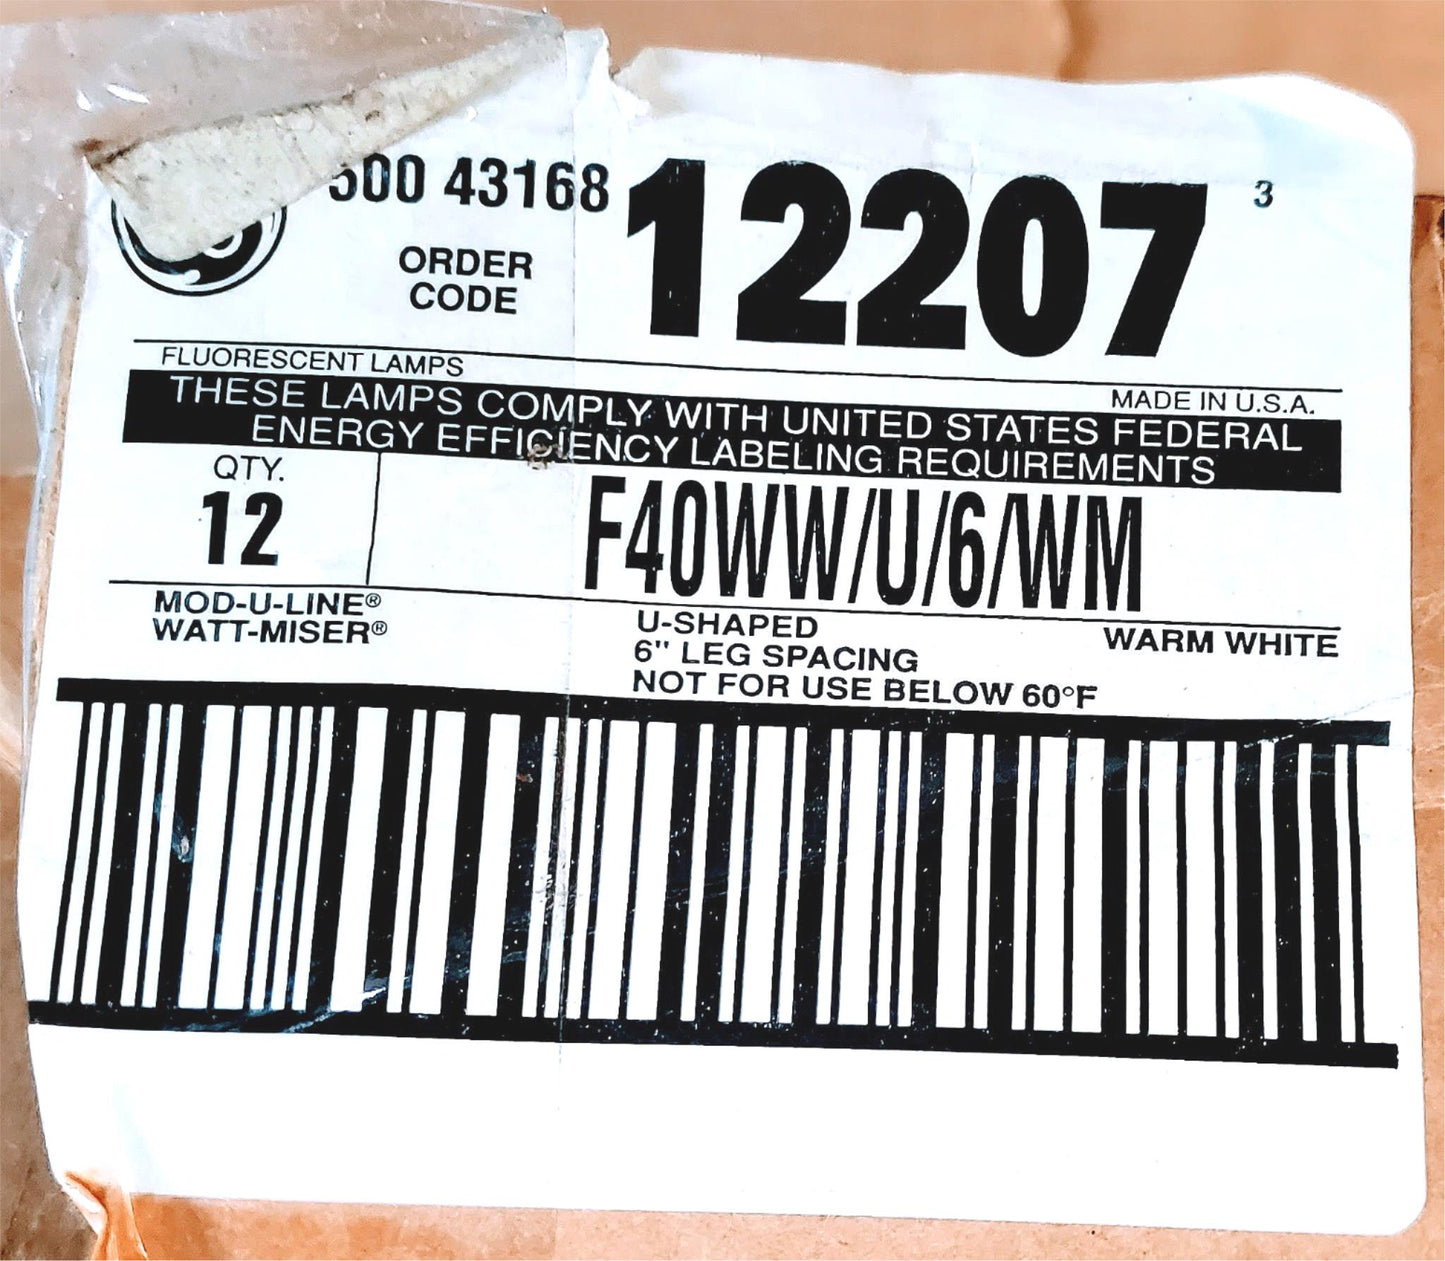 500 43168
ORDER
CODE
12207
3
FLUORESCENT LAMPS
MADE IN U.S.A.
THESE LAMPS COMPLY WITH UNITED STATES FEDERAL
ENERGY EFFICIENCY LABELING REQUIREMENTS
QTY.
12
F40WW/U/6/WM
MOD-U-LINE®
WATT-MISER®
U-SHAPED
6" LEG SPACING
NOT FOR USE BELOW 60°F
WARM WHITE